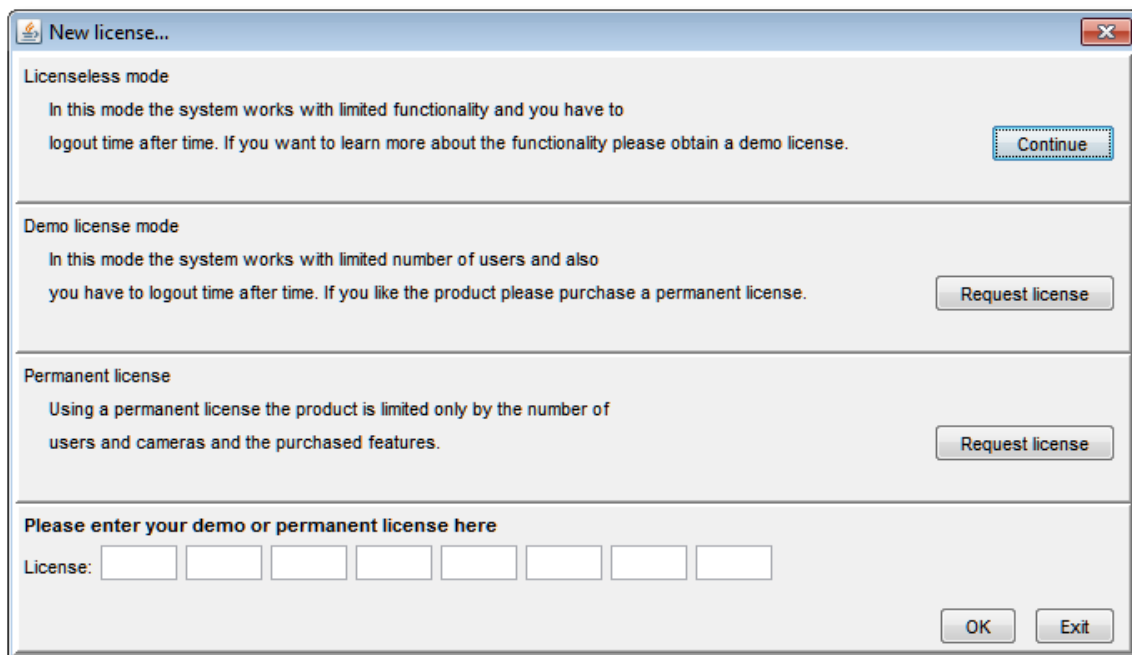 New license...
Licenseless mode
In this mode the system works with limited functionality and you have to
logout time after time. If you want to learn more about the functionality please obtain a demo license.
Continue
Demo license mode
In this mode the system works with limited number of users and also
you have to logout time after time. If you like the product please purchase a permanent license.
Request license
Permanent license
Using a permanent license the product is limited only by the number of
users and cameras and the purchased features.
Request license
Please enter your demo or permanent license here
License:
OK Exit